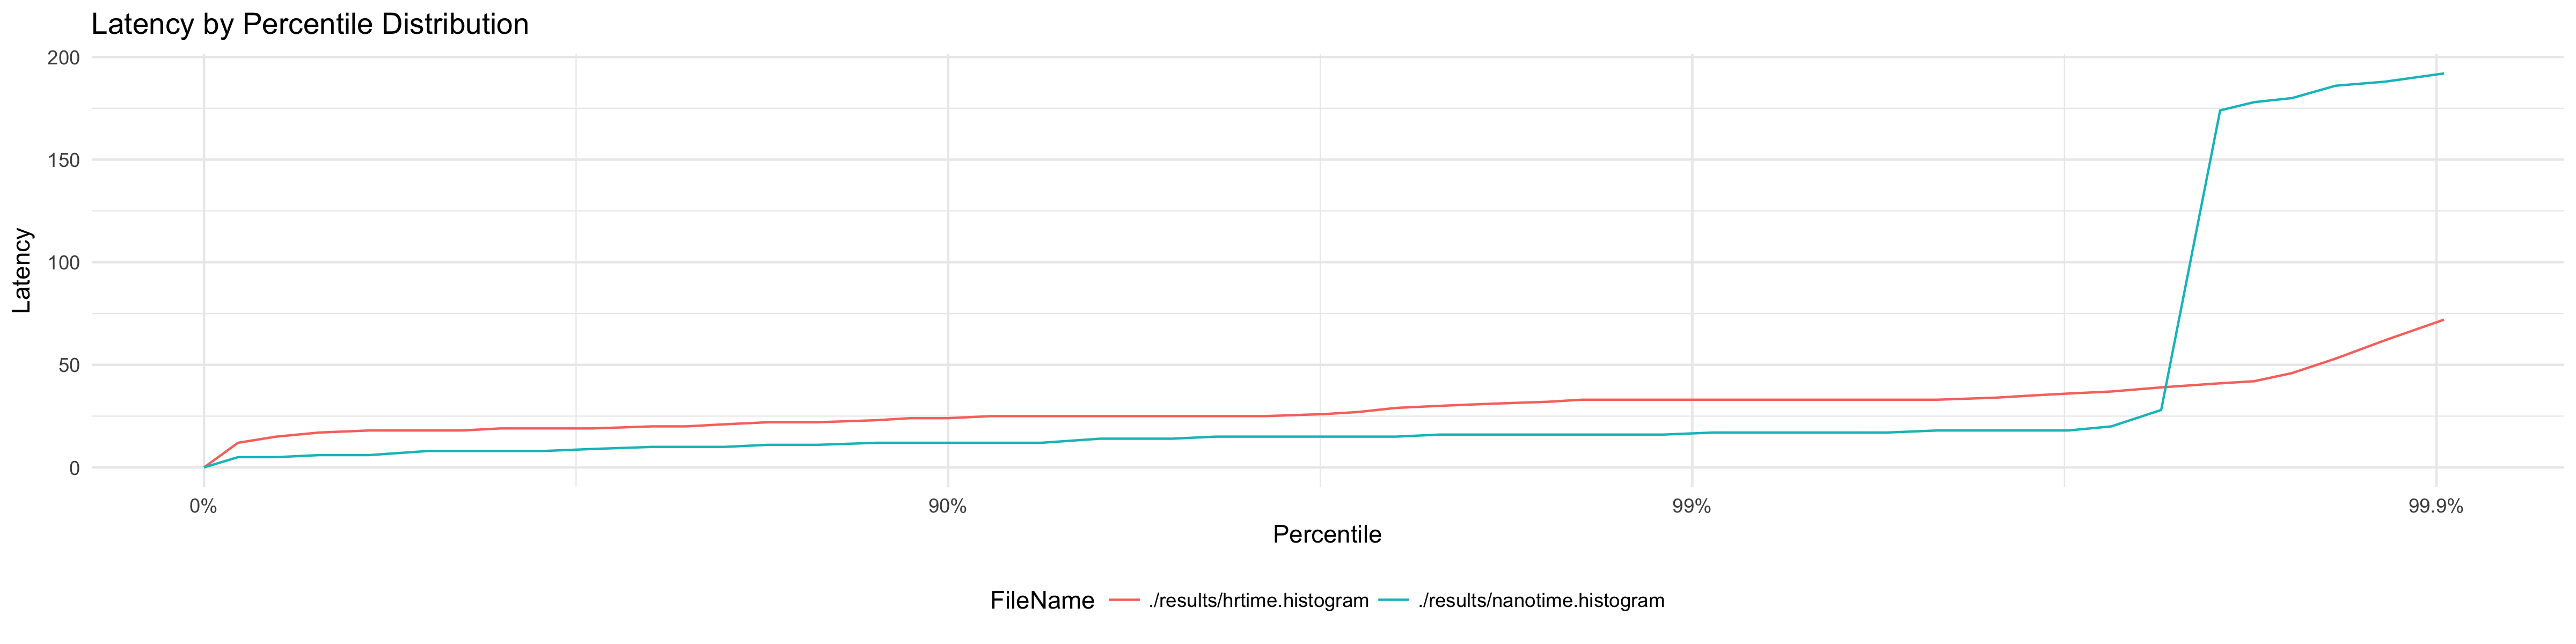 Latency by Percentile Distribution
200
150
100
50
0
Latency
0% 90% 99% 99.9%
Percentile
FileName ./results/hrtime.histogram ./results/nanotime.histogram